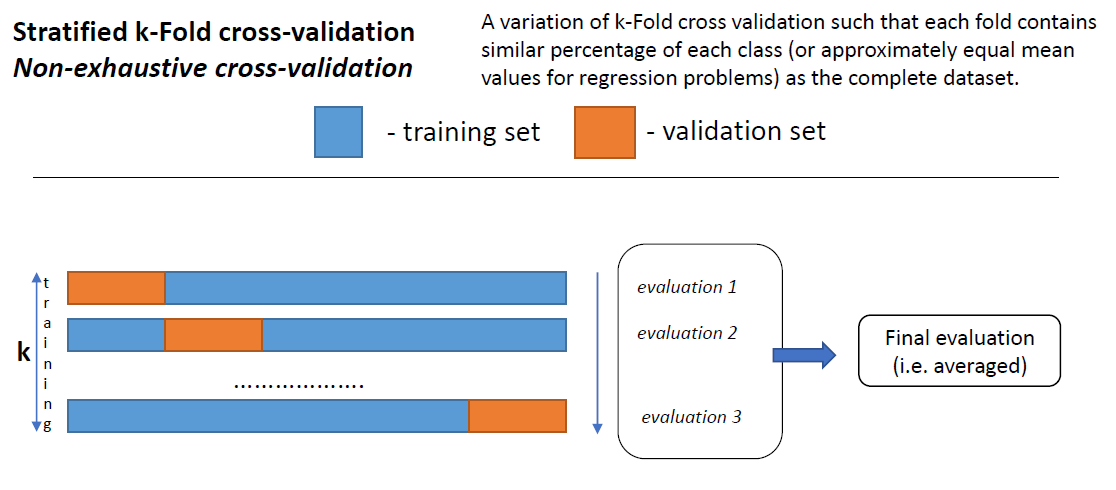 Stratified k-Fold cross-validation
Non-exhaustive cross-validation
A variation of k-Fold cross validation such that each fold contains
similar percentage of each class (or approximately equal mean
values for regression problems) as the complete dataset.
- training set
- validation set
k
training
...................
evaluation 1
evaluation 2
evaluation 3
Final evaluation
(i.e. averaged)